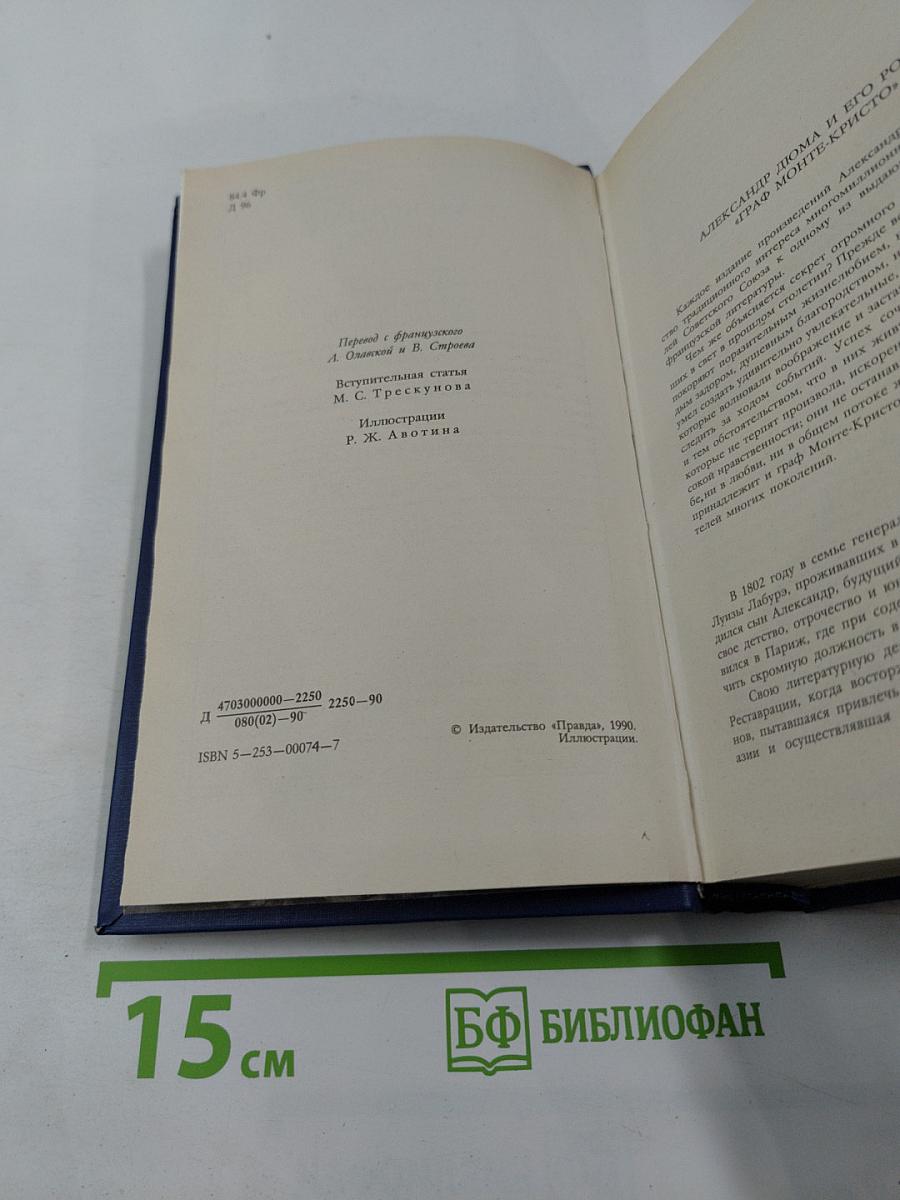 84.4 Фр
Д 96
Перевод с французского
Л. Олавской и В. Строева
Вступительная статья
М. С. Трескунова
Иллюстрации
Р. Ж. Авотина
Д 4703000000—2250 2250—90
080(02)—90
ISBN 5—253—00074—7
© Издательство «Правда», 1990.
Иллюстрации.
АЛЕКСАНДР ДЮМА И ЕГО РО
«ГРАФ МОНТЕ-КРИСТО»
Каждое издание произведений Александр
ство традиционного интереса многомиллионн
лей Советского Союза к одному из выдаю
французской литературы.
Чем же объясняется секрет огромного
ших в свет в прошлом столетии? Прежде вс
покоряют поразительным жизнелюбием,
дым задором, душевным благородством, и
умел создать удивительно увлекательные,
которые волновали воображение и заста
следить за ходом событий. Успех соц
и тем обстоятельством, что в них жив
которые не терпят произвола, искорен
сокой нравственности; они не останав
бе, ни в любви, ни в общем потоке ж
принадлежит и граф Монте-Кристо
телей многих поколений.
В 1802 году в семье генерал
Луизы Лабурэ, проживавших в
дился сын Александр, будущий
свое детство, отрочество и ю
вился в Париж, где при соде
чить скромную должность в
Свою литературную де
Реставрации, когда востор
нов, пытавшаяся привлечь
азии и осуществлявшая
15 см
БФ БИБЛИОФАН